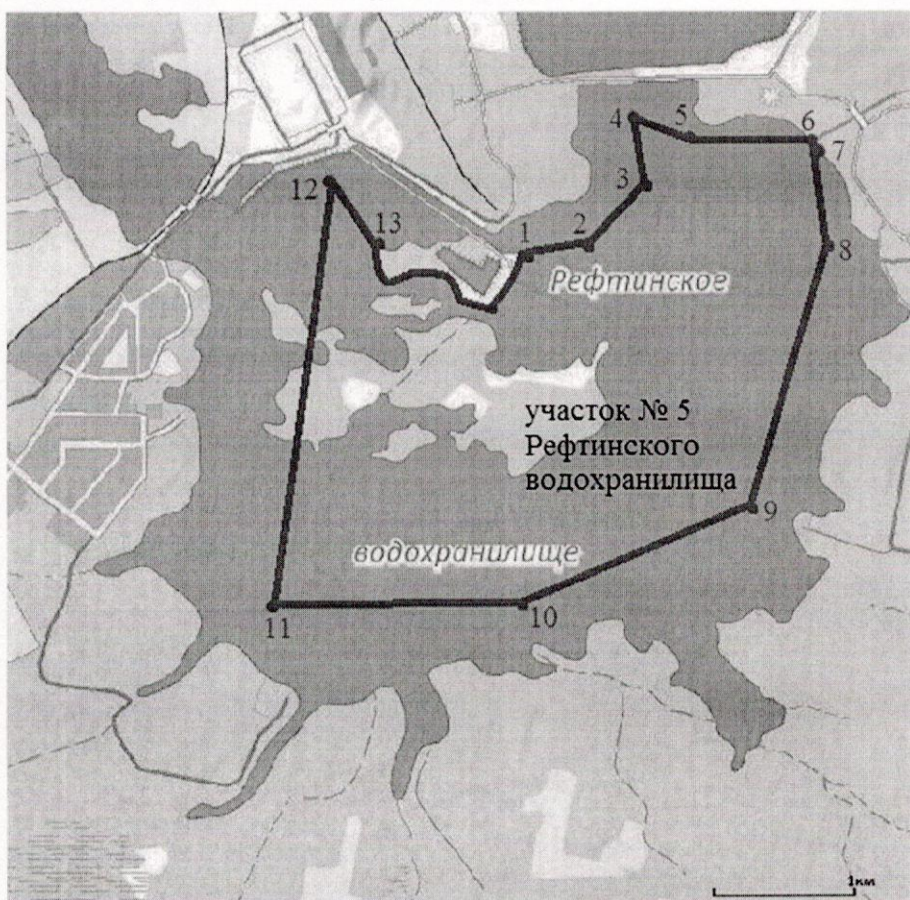 4
5
6
7
12
3
13
1
2
8
Рефтинское
участок № 5
Рефтинского
водохранилища
9
водохранилище
11
10
1км